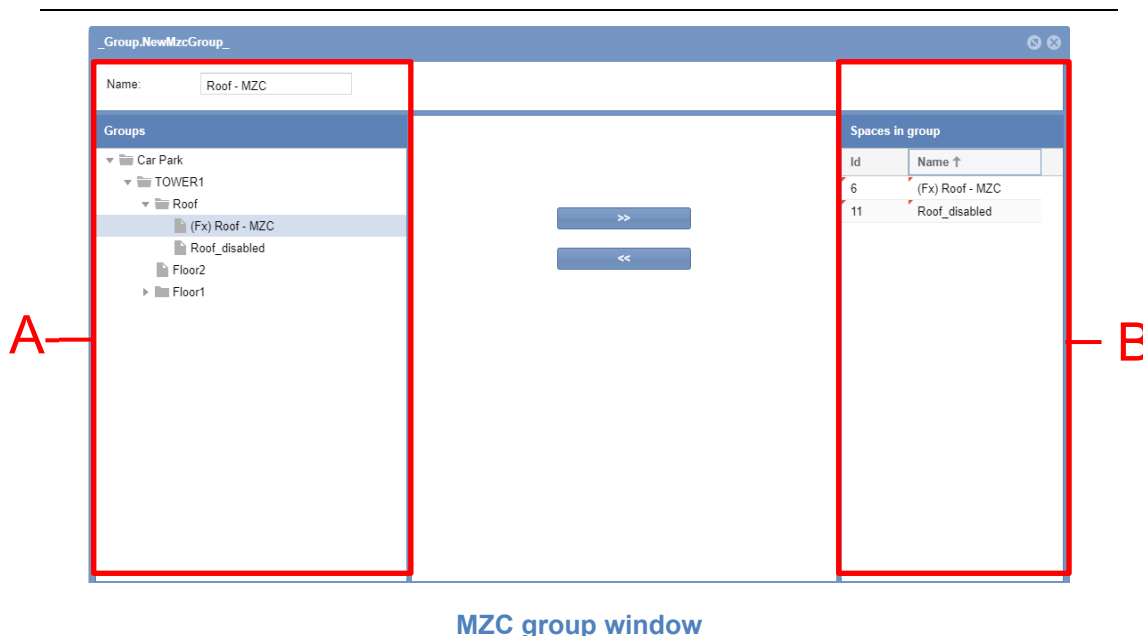 _Group.NewMzcGroup_
Name: Roof - MZC
Groups
Car Park
TOWER1
Roof
(Fx) Roof - MZC
Roof_disabled
Floor2
Floor1
>>
<<
Spaces in group
Id Name ↑
6 (Fx) Roof - MZC
11 Roof_disabled
A
B
MZC group window